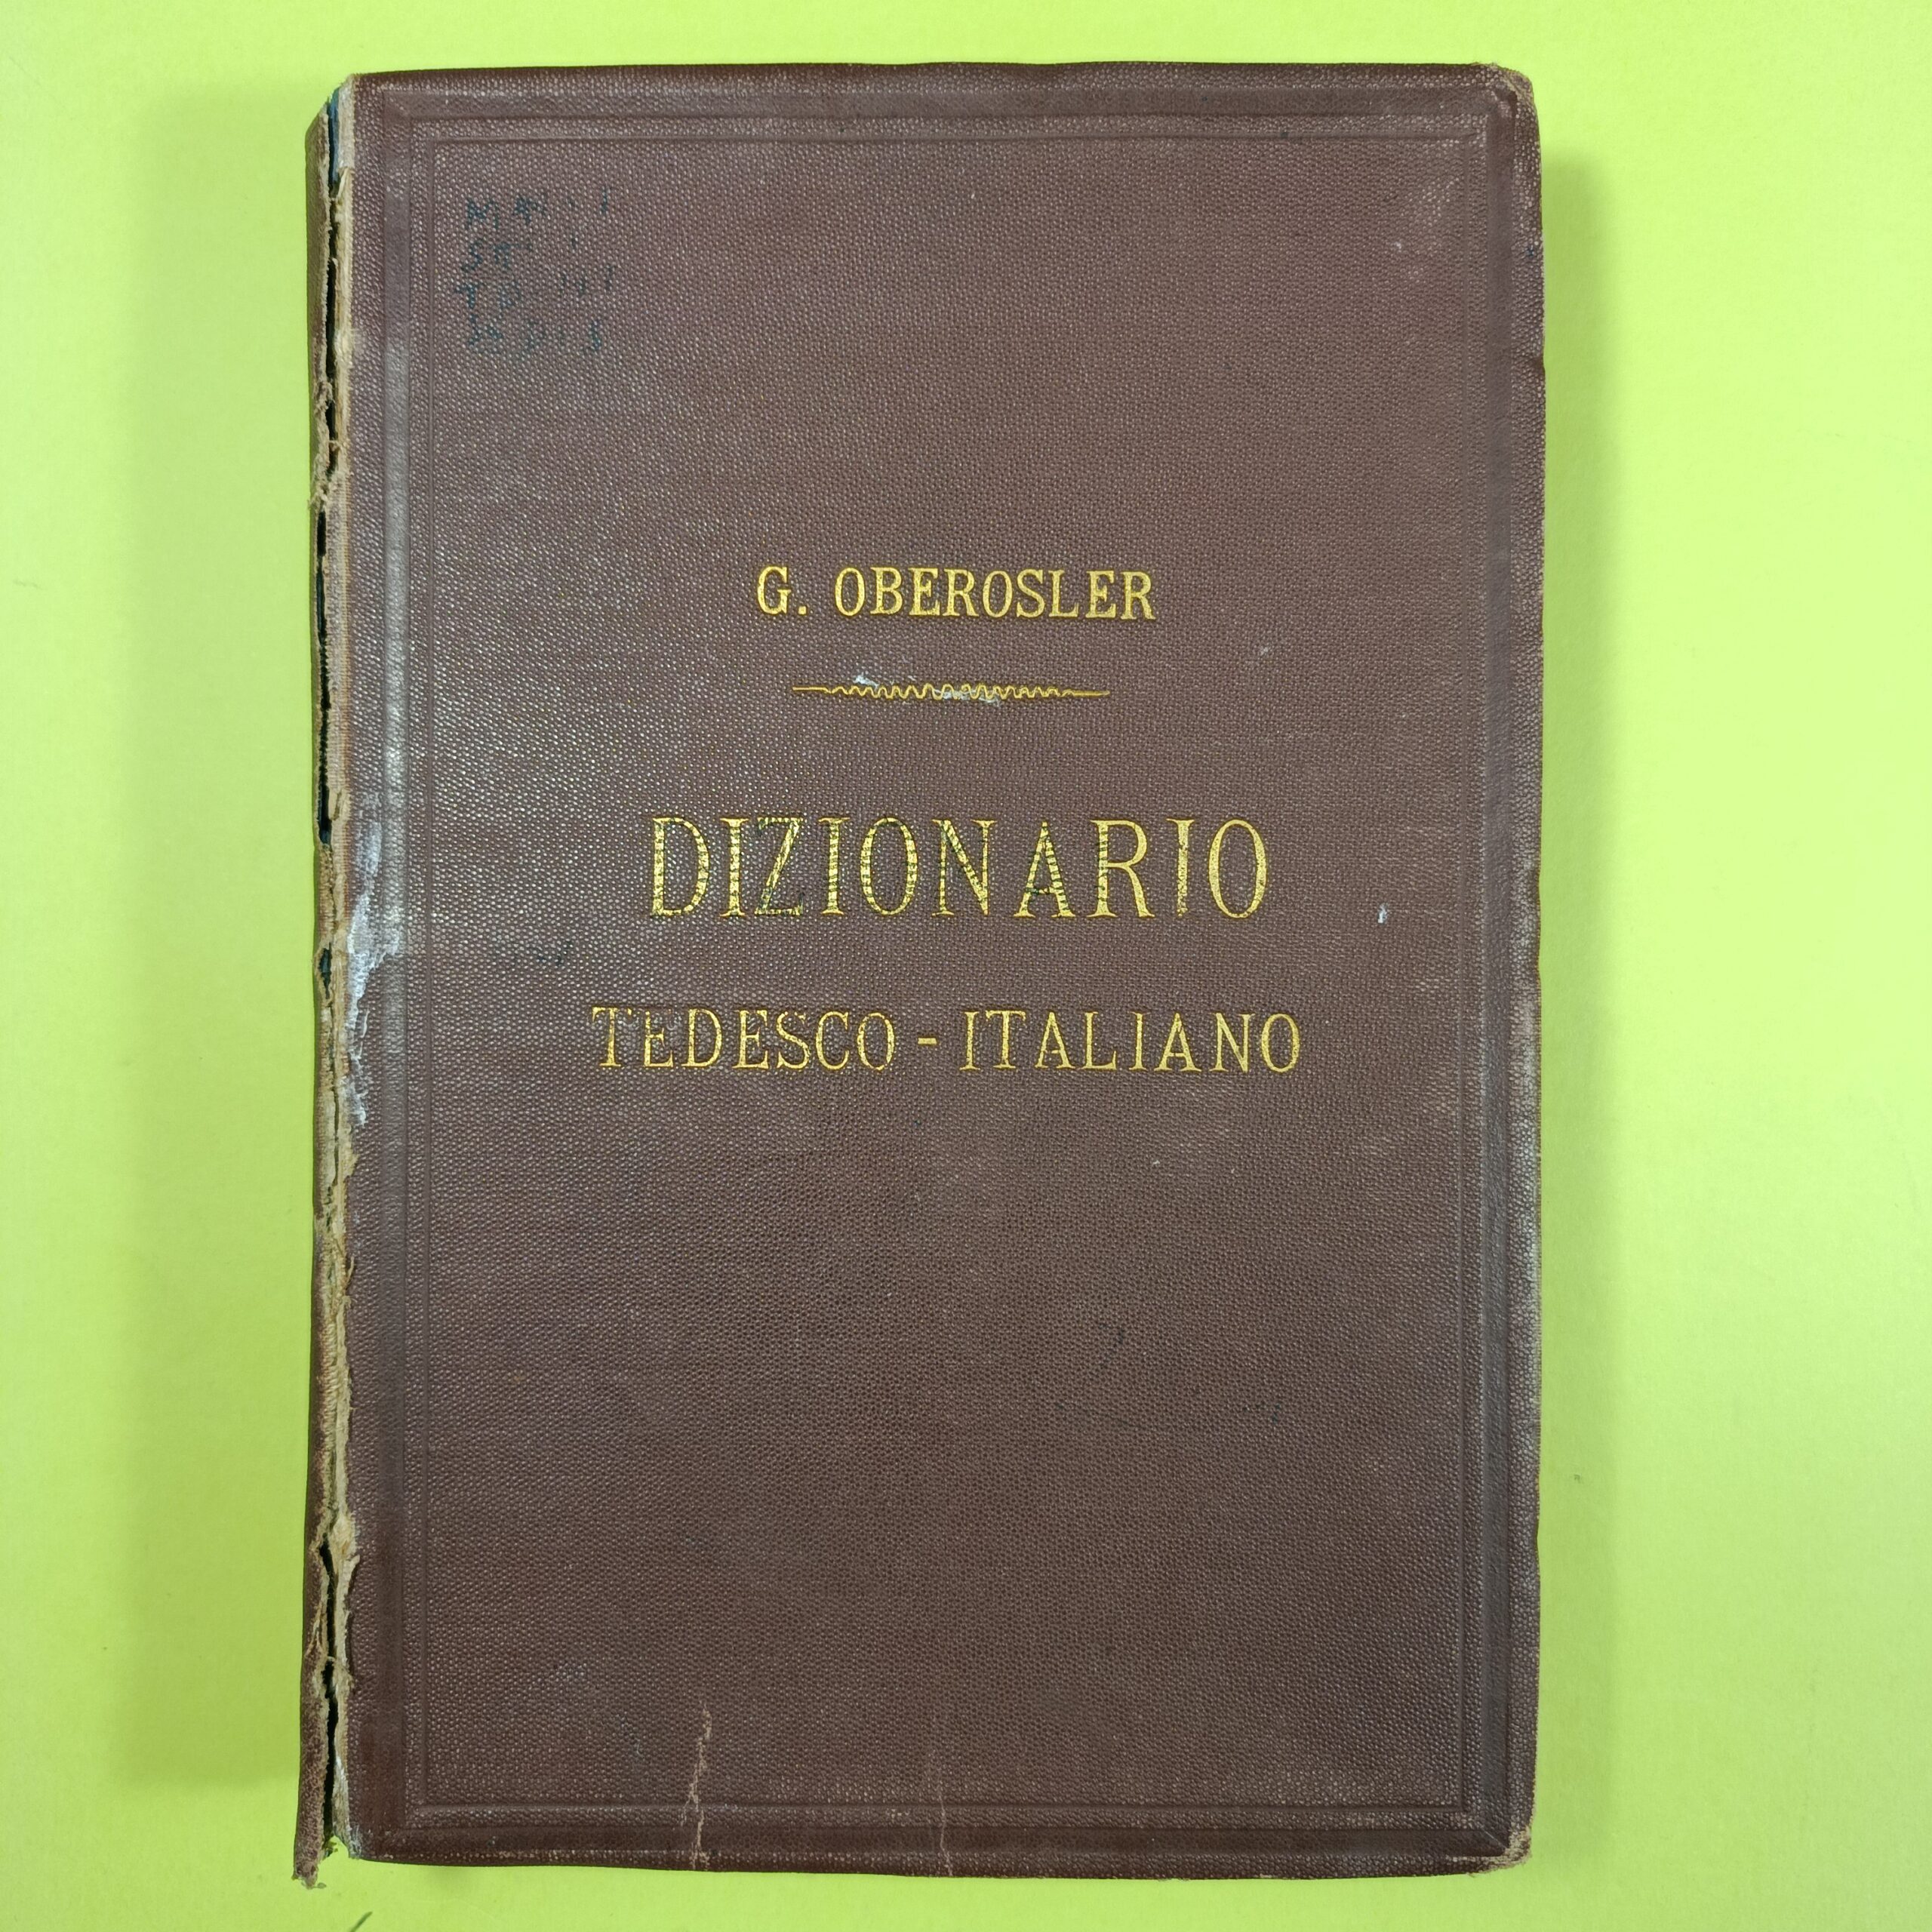 G. OBEROSLER
DIZIONARIO
TEDESCO - ITALIANO